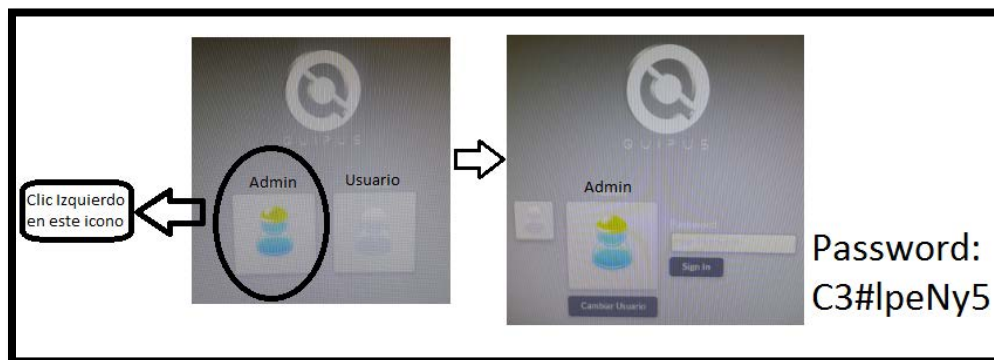 Clic Izquierdo
en este icono
QUIPUS
Admin
Usuario
QUIPUS
Admin
Password
Sign In
Cambiar Usuario
Password:
C3#lpeNy5